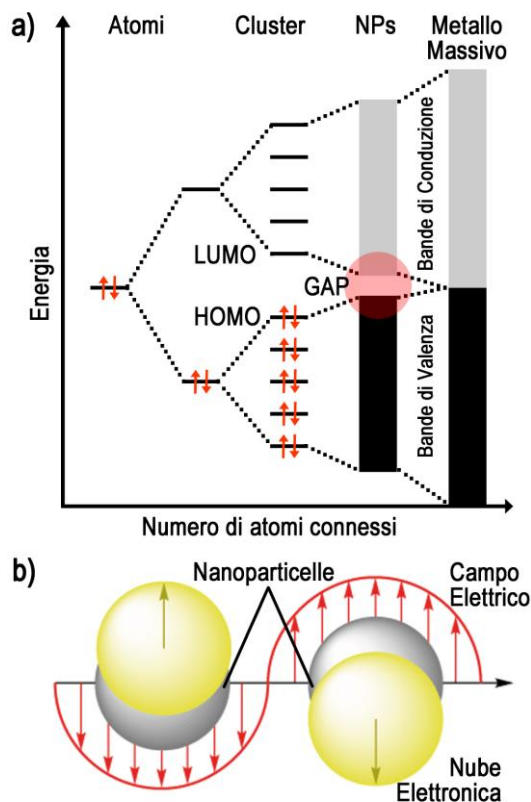 a)
Atomi
Cluster
NPs
Metallo
Massivo
Energia
LUMO
HOMO
GAP
Bande di Conduzione
Bande di Valenza
Numero di atomi connessi
b)
Nanoparticelle
Campo
Elettrico
Nube
Elettronica